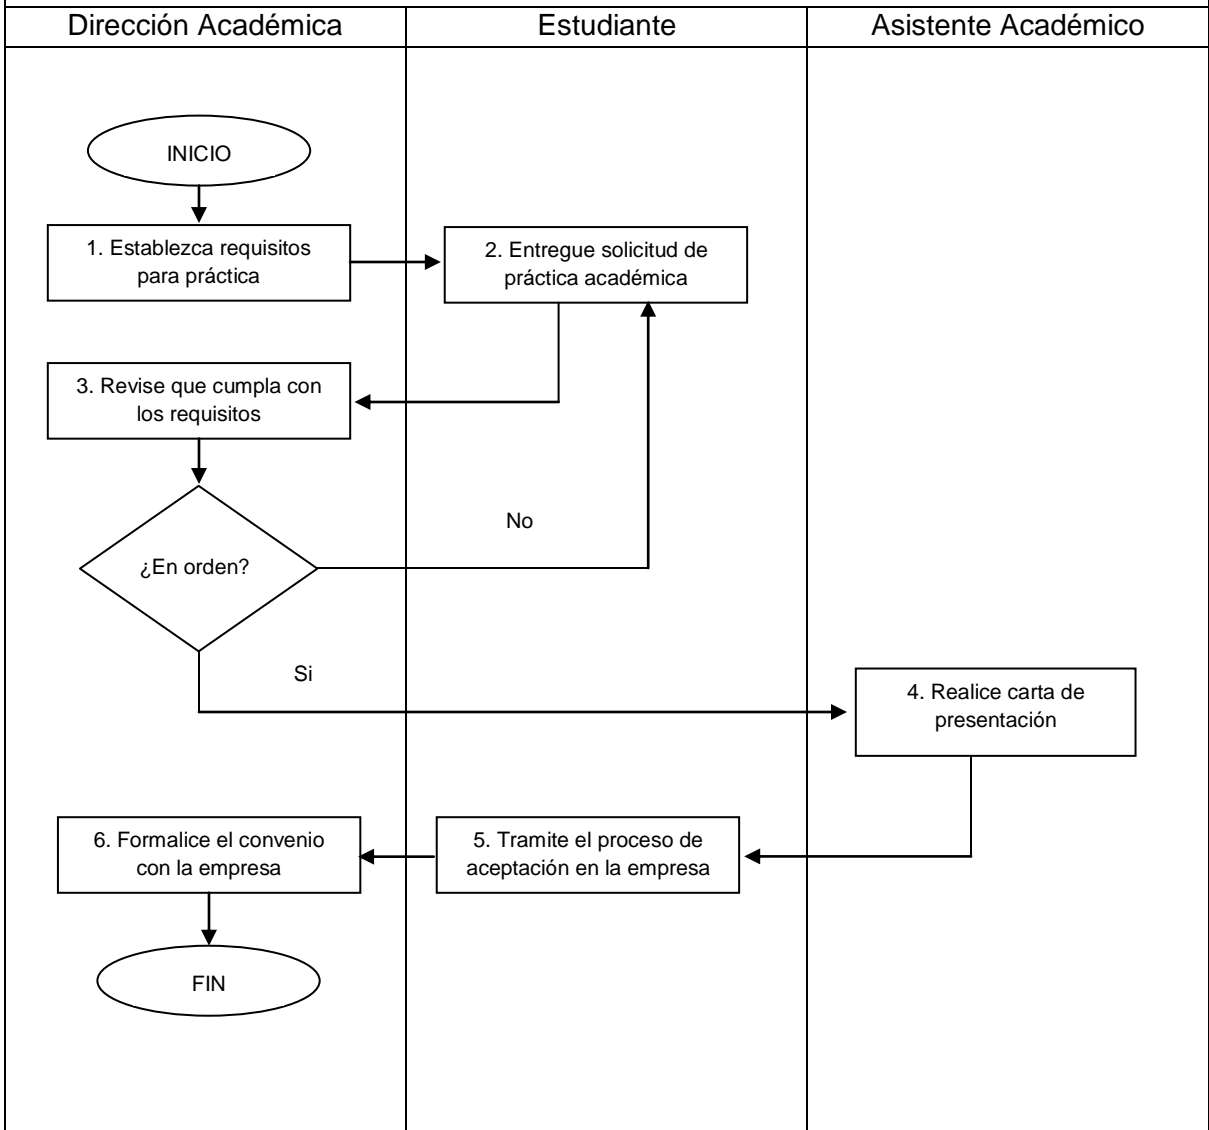 Dirección Académica
Estudiante
Asistente Académico
INICIO
1. Establezca requisitos
para práctica
2. Entregue solicitud de
práctica académica
3. Revise que cumpla con
los requisitos
¿En orden?
No
Si
4. Realice carta de
presentación
6. Formalice el convenio
con la empresa
5. Tramite el proceso de
aceptación en la empresa
FIN